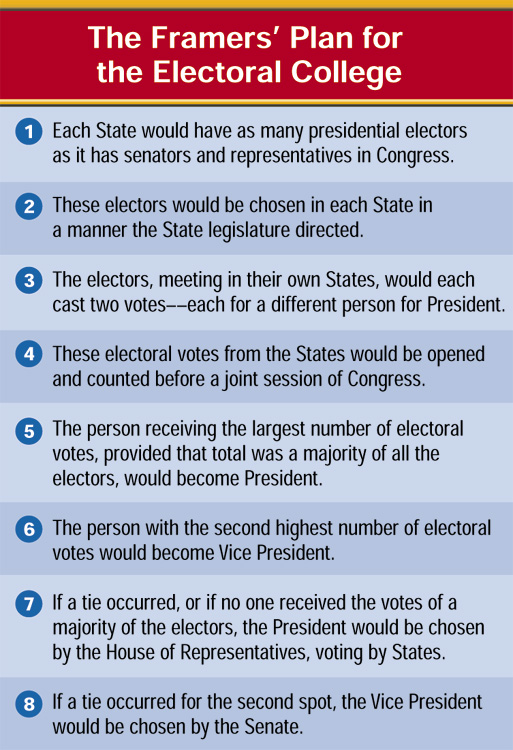 The Framers’ Plan for
the Electoral College
1 Each State would have as many presidential electors
as it has senators and representatives in Congress.
2 These electors would be chosen in each State in
a manner the State legislature directed.
3 The electors, meeting in their own States, would each
cast two votes––each for a different person for President.
4 These electoral votes from the States would be opened
and counted before a joint session of Congress.
5 The person receiving the largest number of electoral
votes, provided that total was a majority of all the
electors, would become President.
6 The person with the second highest number of electoral
votes would become Vice President.
7 If a tie occurred, or if no one received the votes of a
majority of the electors, the President would be chosen
by the House of Representatives, voting by States.
8 If a tie occurred for the second spot, the Vice President
would be chosen by the Senate.